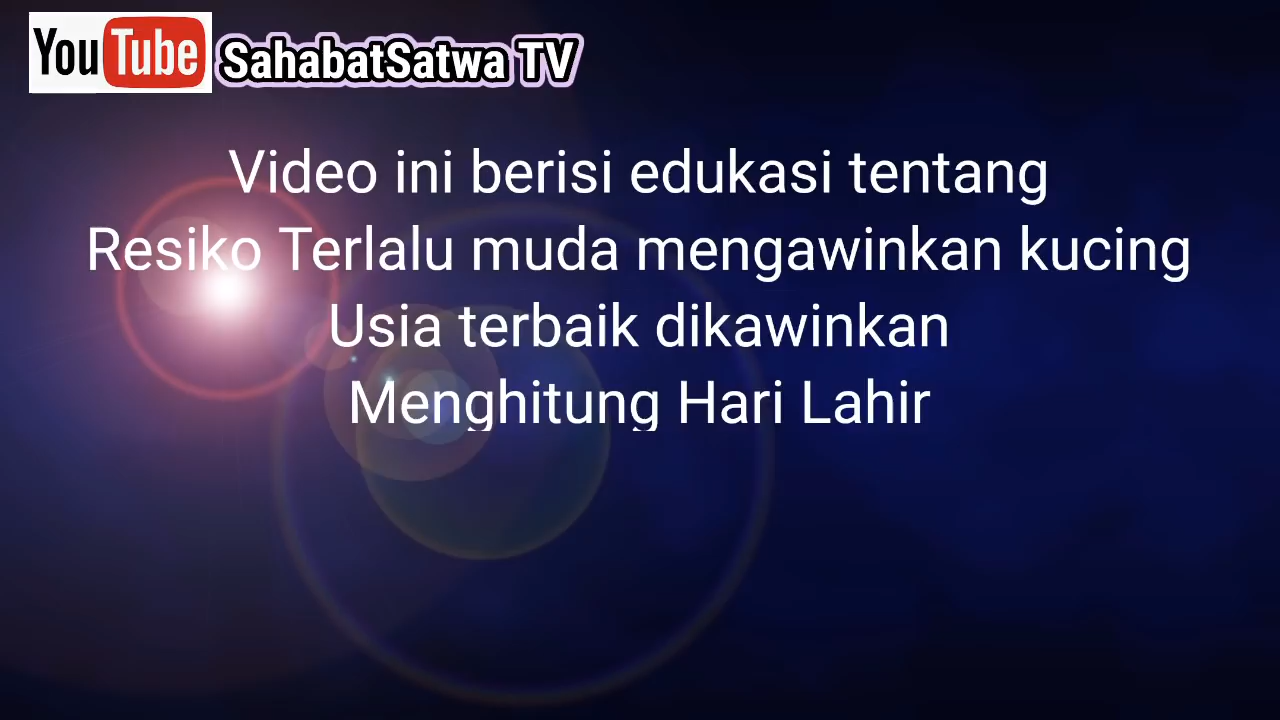 YouTube SahabatSatwa TV
Video ini berisi edukasi tentang
Resiko Terlalu muda mengawinkan kucing
Usia terbaik dikawinkan
Menghitung Hari Lahir